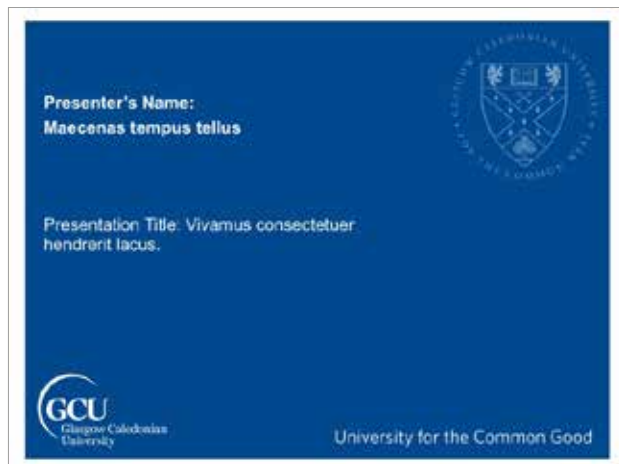 Presenter's Name:
Maecenas tempus tellus
Presentation Title: Vivamus consectetuer
hendrerit lacus.
GCU
Glasgow Caledonian
University
University for the Common Good